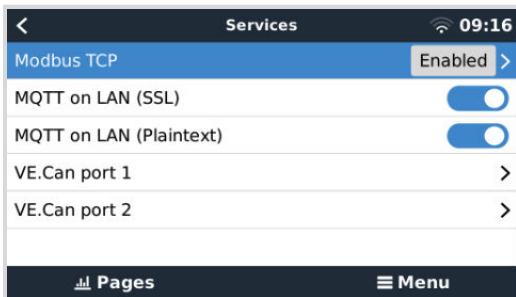 Services 09:16
Modbus TCP Enabled
MQTT on LAN (SSL)
MQTT on LAN (Plaintext)
VE.Can port 1
VE.Can port 2
Pages Menu